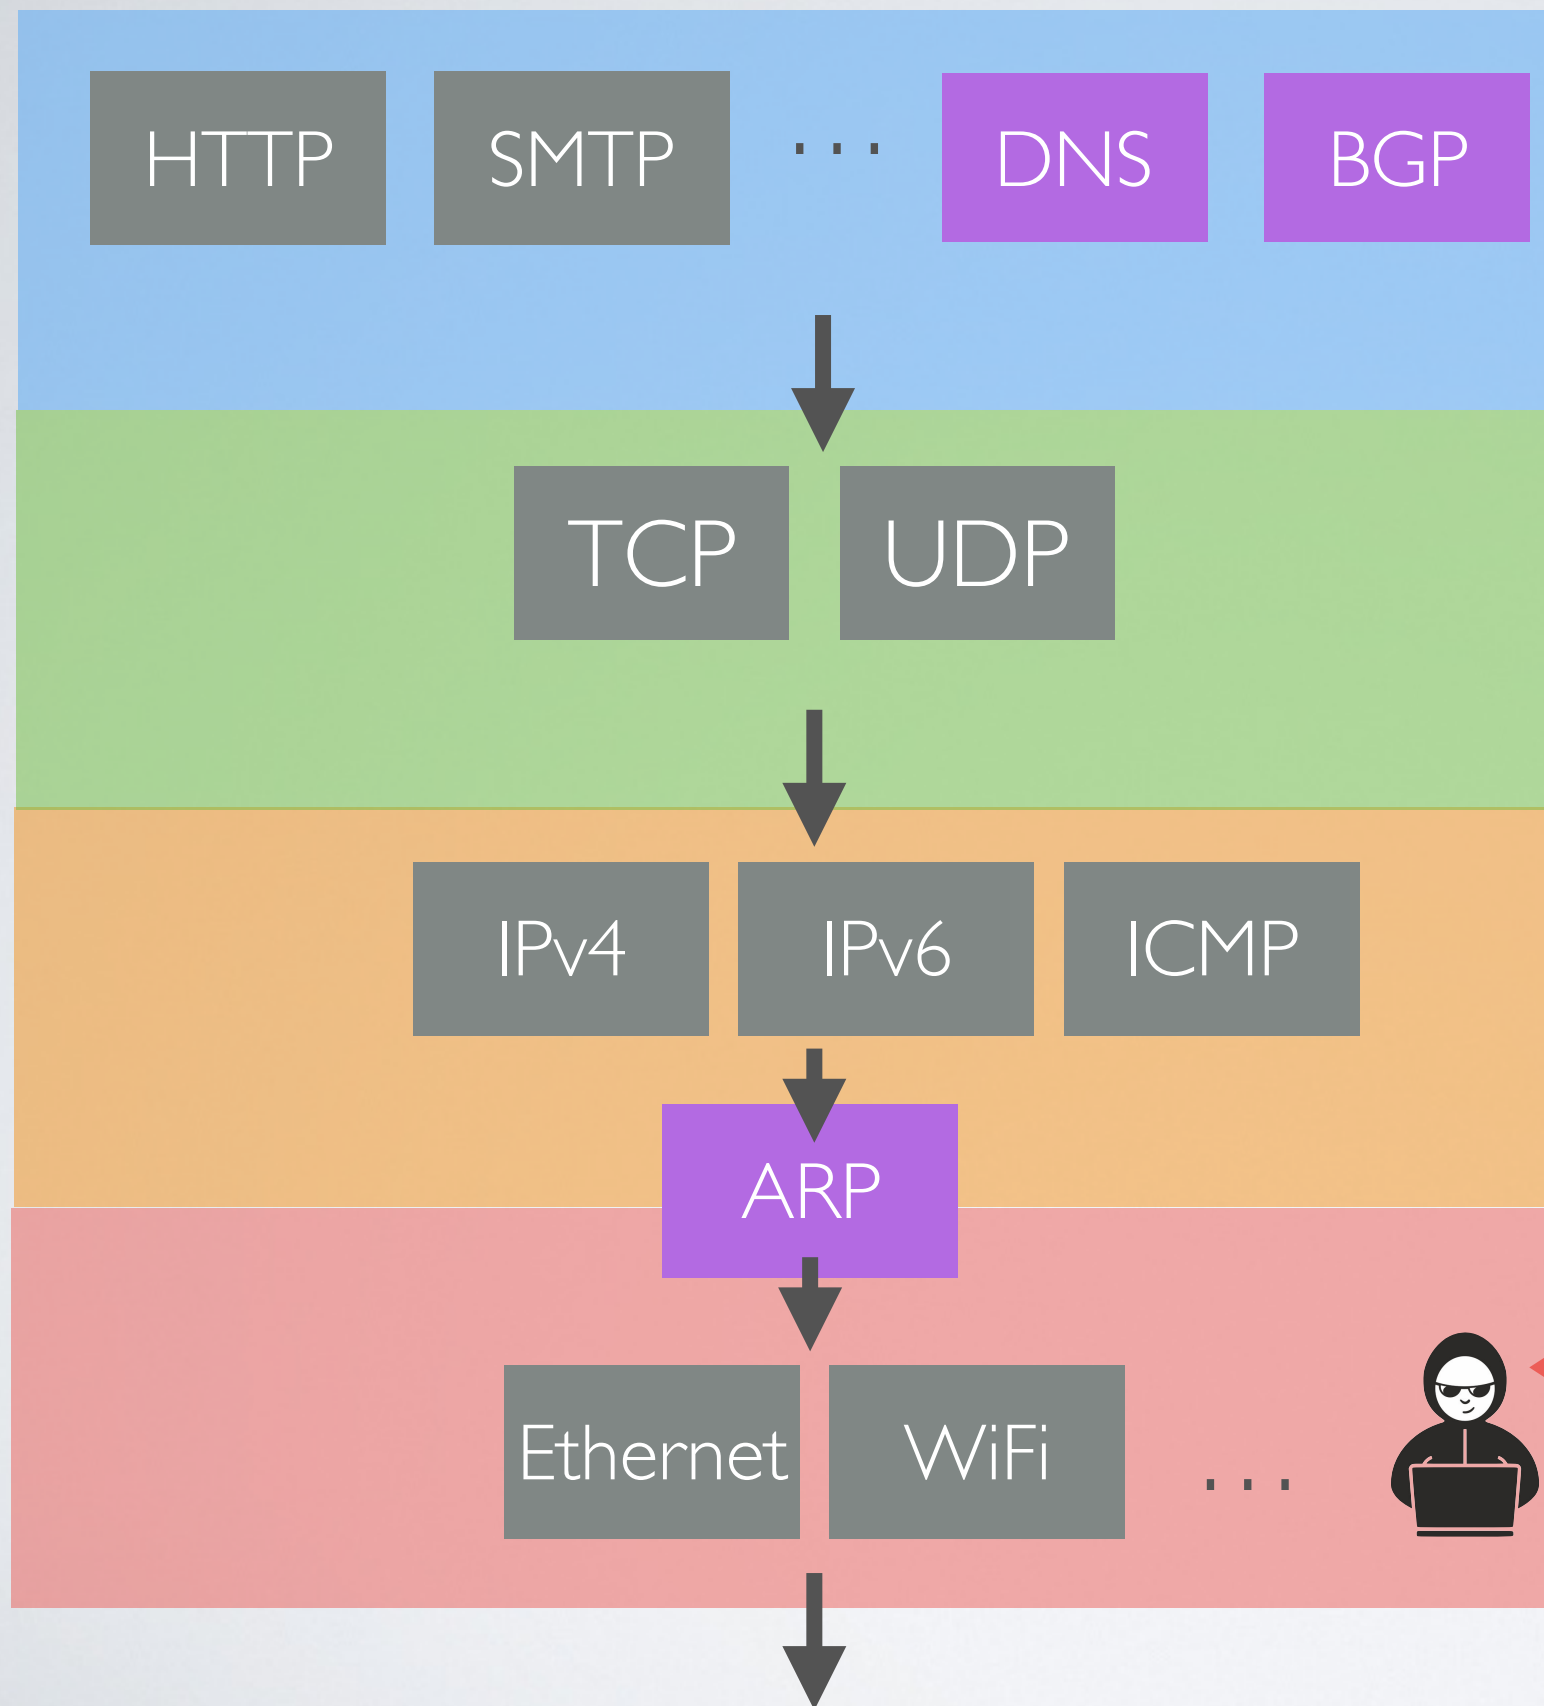 HTTP SMTP ... DNS BGP
TCP UDP
IPv4 IPv6 ICMP
ARP
Ethernet WiFi ...